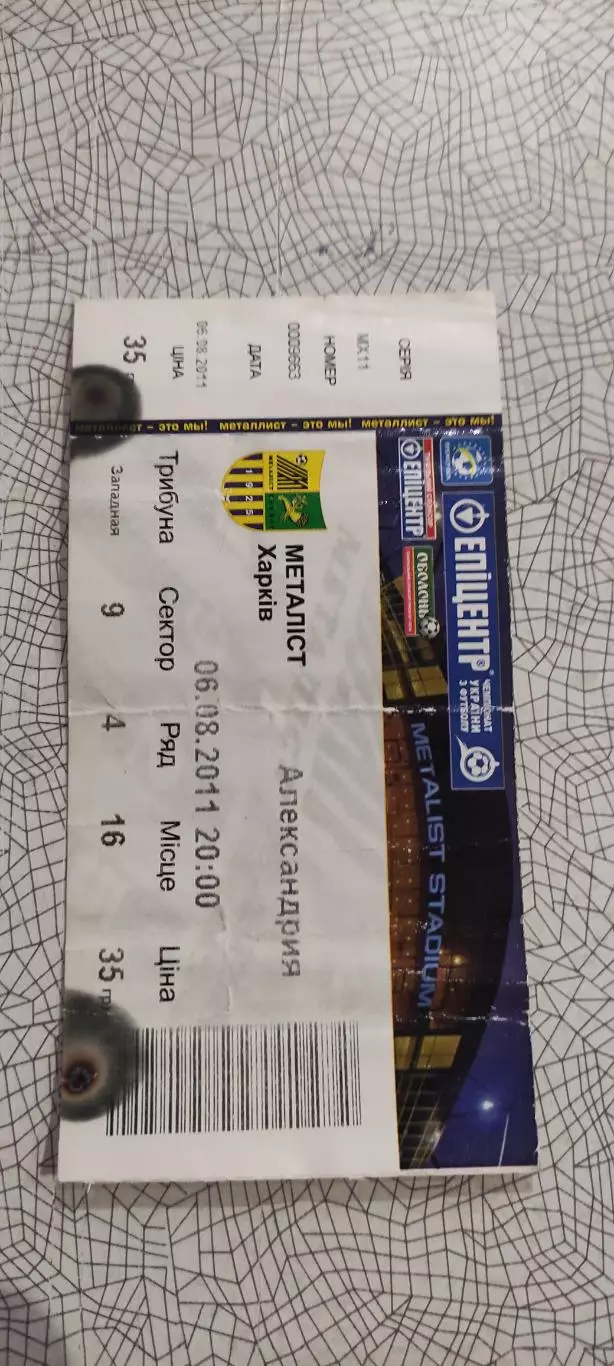 СЕРІЯ
МХ11
НОМЕР
0009663
ДАТА
06.08.2011
ЦІНА
35
металлист – это мы! металлист – это мы! металлист – это мы!
ЕПІЦЕНТР®
ЧЕМПІОНАТ
УКРАЇНИ
З ФУТБОЛУ
ЕПІЦЕНТР
ОБОЛОНЬ
METALIST STADIUM
МЕТАЛІСТ
1925
МЕТАЛІСТ
Харків
Александрия
06.08.2011 20:00
Трибуна Сектор Ряд Місце Ціна
Западная 9 4 16 35 грн